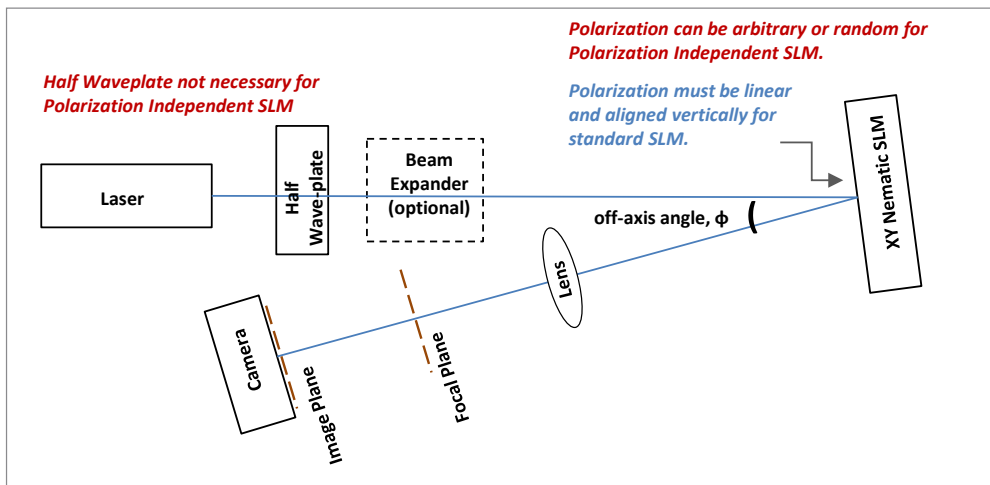 Polarization can be arbitrary or random for
Polarization Independent SLM.
Half Waveplate not necessary for
Polarization Independent SLM
Polarization must be linear
and aligned vertically for
standard SLM.
Laser
Half
Wave-plate
Beam
Expander
(optional)
XY Nematic SLM
off-axis angle, ϕ
Lens
Camera
Image Plane
Focal Plane